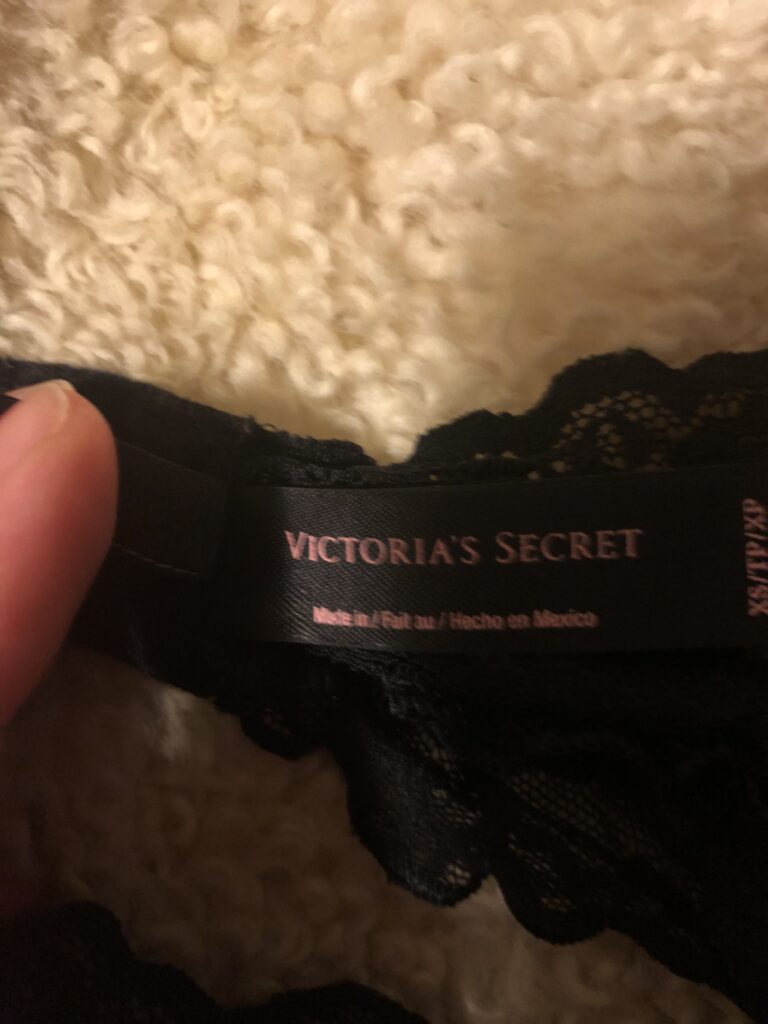 VICTORIA'S SECRET
Made in / Fait au / Hecho en Mexico
XS/TP/XP